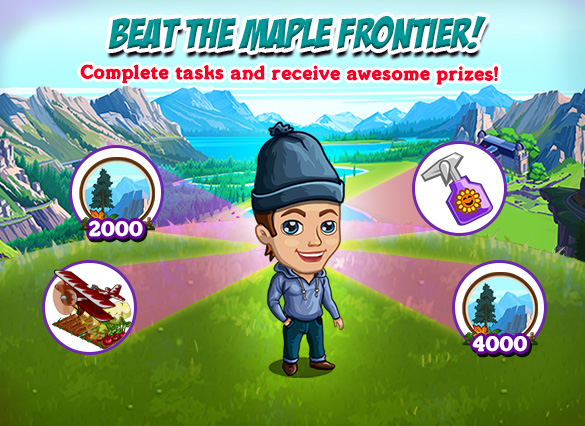 BEAT THE MAPLE FRONTIER!
Complete tasks and receive awesome prizes!
2000
4000